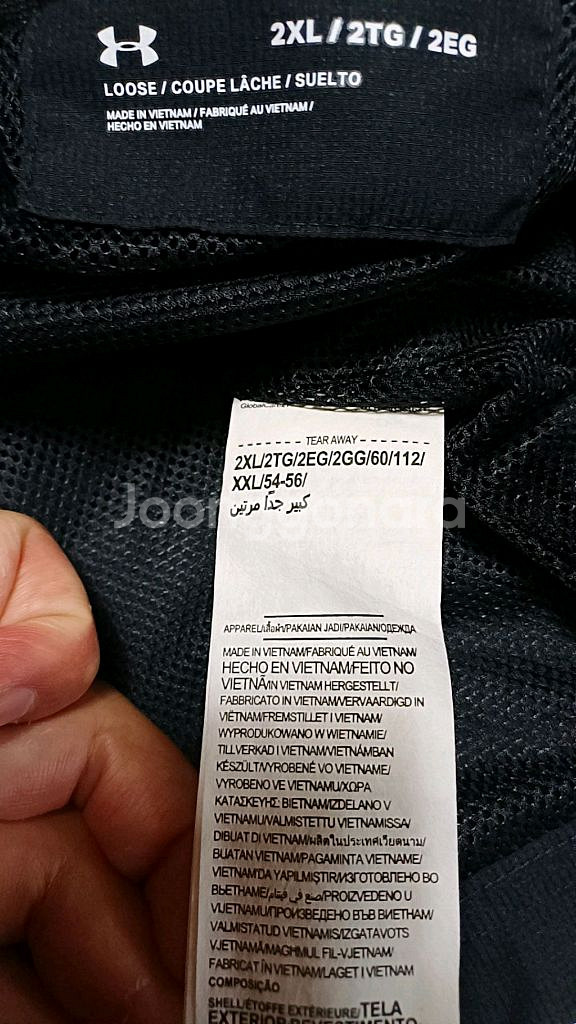 2XL / 2TG / 2EG
LOOSE / COUPE LÂCHE / SUELTO
MADE IN VIETNAM / FABRIQUÉ AU VIETNAM /
HECHO EN VIETNAM
- - - - - - - - TEAR AWAY - - - - - - - -
2XL/2TG/2EG/2GG/60/112/
XXL/54-56/
كبير جدًا مرتين
Joonggonara
APPAREL/เสื้อผ้า/PAKAIAN JADI/PAKAIAN/ОДЕЖДА
MADE IN VIETNAM/FABRIQUÉ AU VIETNAM/
HECHO EN VIETNAM/FEITO NO
VIETNÃ/IN VIETNAM HERGESTELLT/
FABBRICATO IN VIETNAM/VERVAARDIGD IN
VIËTNAM/FREMSTILLET I VIETNAM/
WYPRODUKOWANO W WIETNAMIE/
TILLVERKAD I VIETNAM/VIETNÁMBAN
KÉSZÜLT/VYROBENÉ VO VIETNAME/
VYROBENO VE VIETNAMU/ΧΩΡΑ
ΚΑΤΑΣΚΕΥΗΣ: ΒΙΕΤΝΑΜ/IZDELANO V
VIETNAMU/VALMISTETTU VIETNAMISSA/
DIBUAT DI VIETNAM/ผลิตในประเทศเวียดนาม/
BUATAN VIETNAM/PAGAMINTA VIETNAME/
VIETNAM'DA YAPILMIŞTIR/ИЗГОТОВЛЕНО ВО
ВЬЕТНАМЕ/صنع في فيتنام/PROIZVEDENO U
VIJETNAMU/ПРОИЗВЕДЕНО ВЪВ ВИЕТНАМ/
VALMISTATUD VIETNAMIS/IZGATAVOTS
VJETNAMĀ/MAGHMUL FIL-VJETNAM/
FABRICAT ÎN VIETNAM/LAGET I VIETNAM
COMPOSIÇÃO
SHELL/ÉTOFFE EXTÉRIEURE/TELA
EXTERIOR/REVESTIMENTO